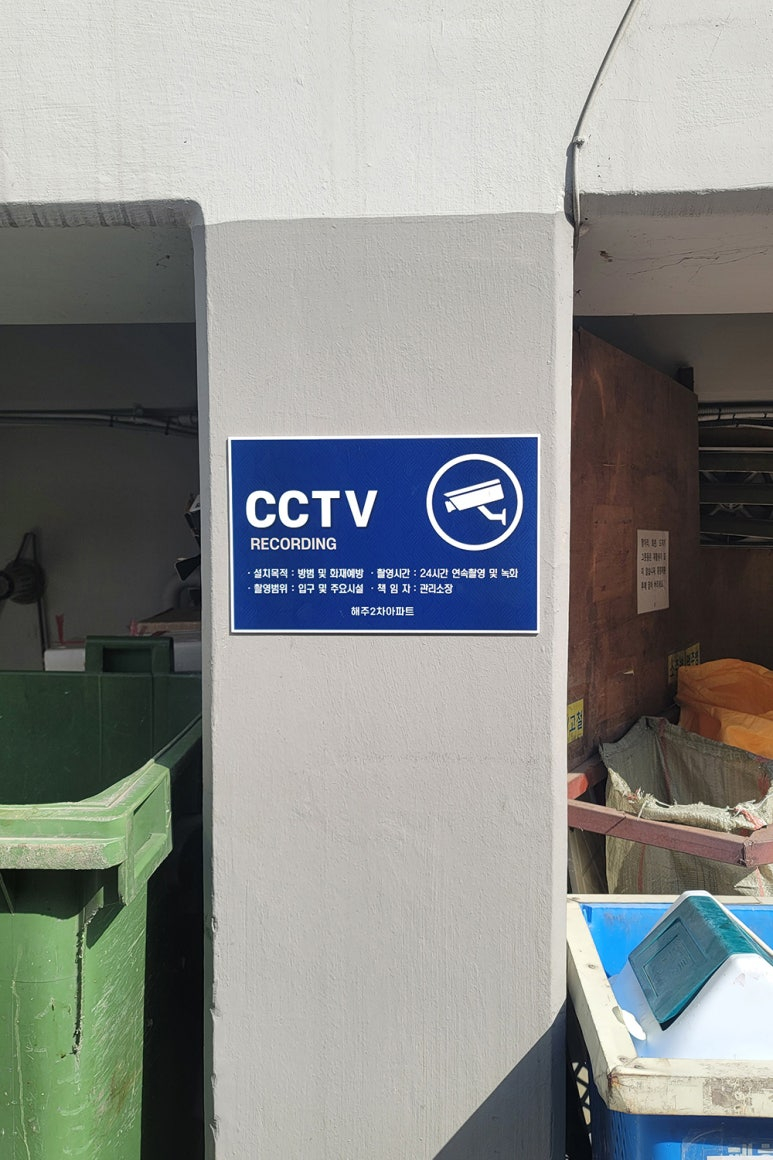 CCTV
RECORDING
· 설치목적 : 방범 및 화재예방 · 촬영시간 : 24시간 연속촬영 및 녹화
· 촬영범위 : 입구 및 주요시설 · 책 임 자 : 관리소장
해주2차아파트
고철